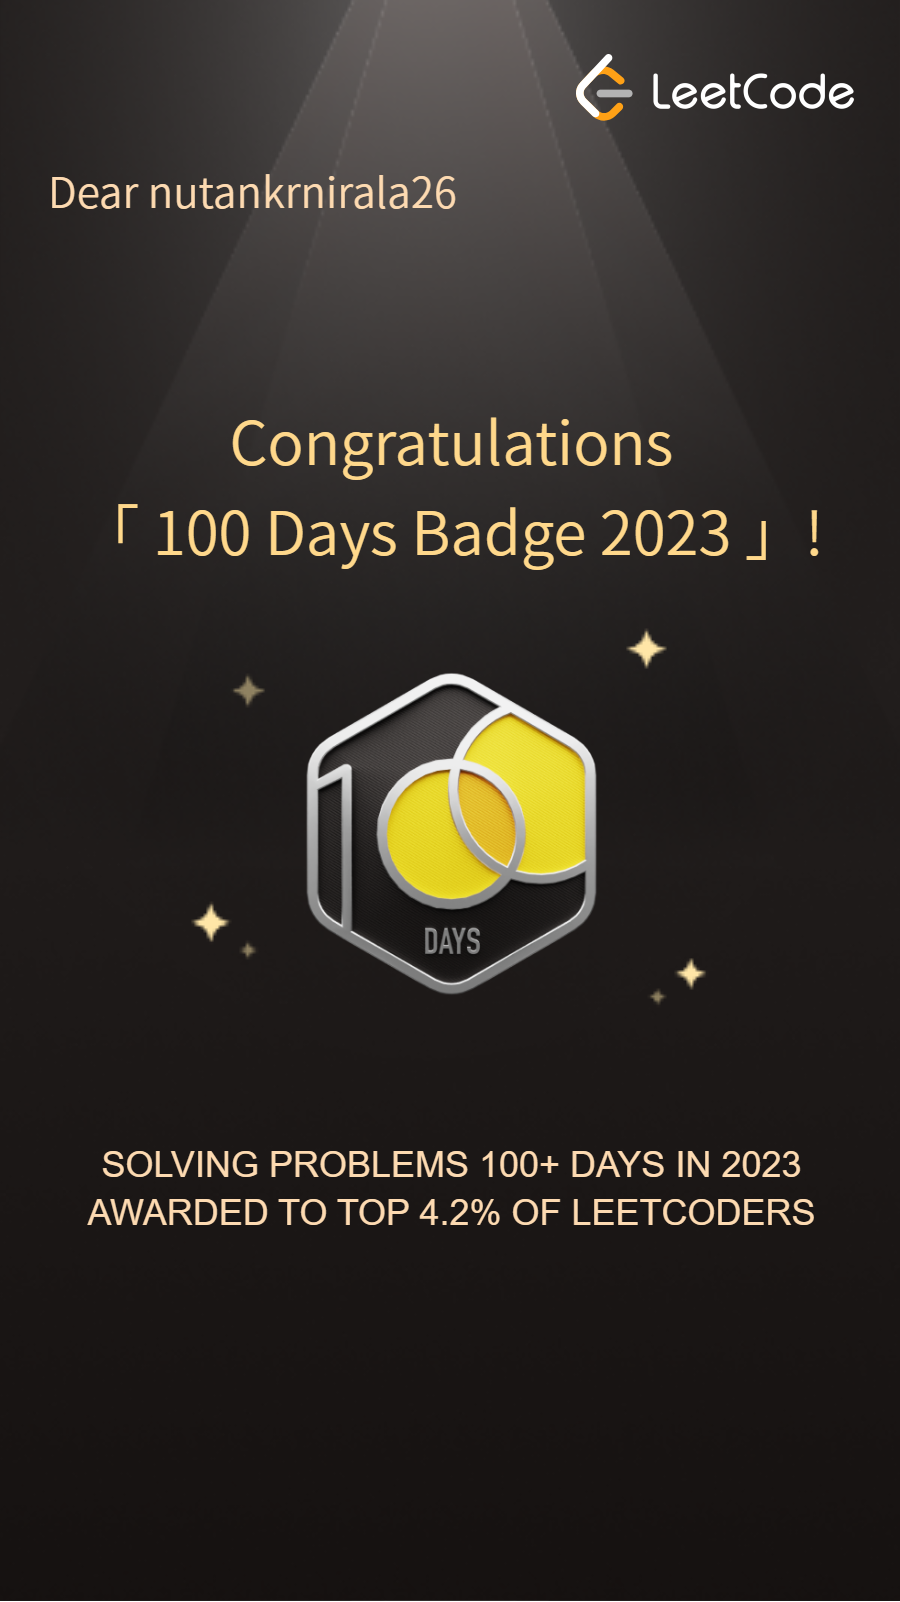 LeetCode
Dear nutankrnirala26
Congratulations
「 100 Days Badge 2023 」!
100
DAYS
SOLVING PROBLEMS 100+ DAYS IN 2023
AWARDED TO TOP 4.2% OF LEETCODERS